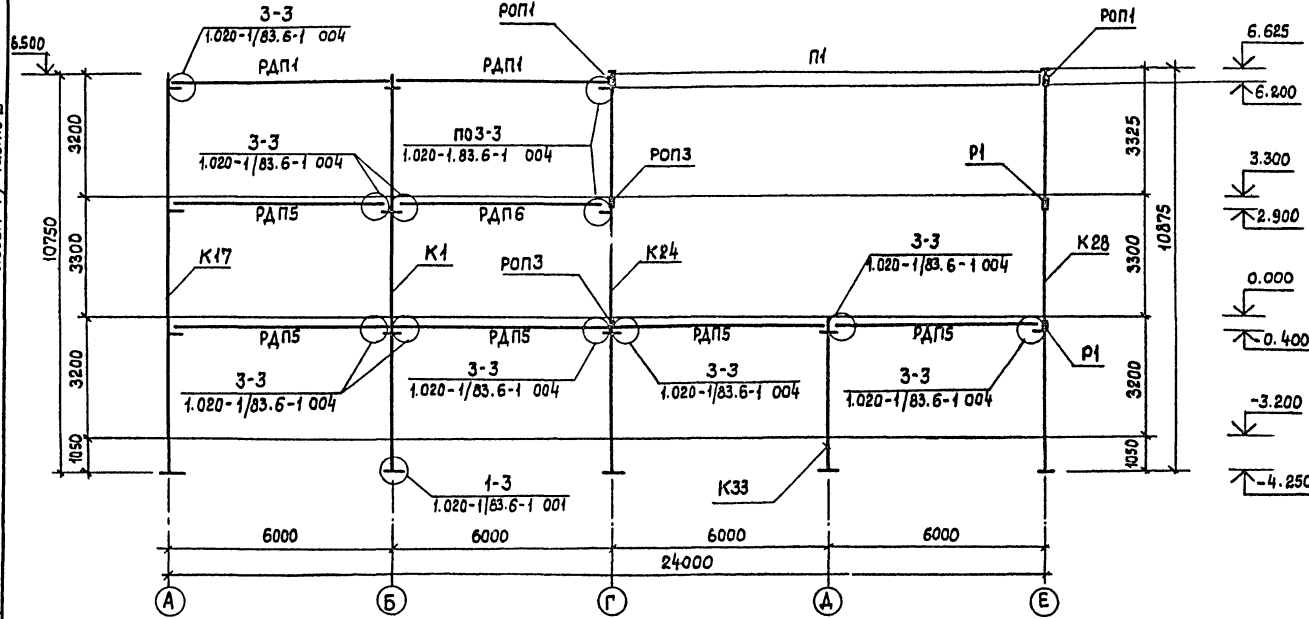 3-3
1.020-1/83.6-1 004
РОП1
РОП1
6.500
РДП1
РДП1
П1
6.625
6.200
3200
3-3
1.020-1/83.6-1 004
ПО 3-3
1.020-1.83.6-1 004
РОП3
Р1
3325
3.300
2.900
РДП5
РДП6
10750
3300
К17
К1
РОП3
К24
3-3
1.020-1/83.6-1 004
К28
3300
10875
0.000
-0.400
РДП5
РДП5
РДП5
РДП5
Р1
3200
3-3
1.020-1/83.6-1 004
3-3
1.020-1/83.6-1 004
3-3
1.020-1/83.6-1 004
3-3
1.020-1/83.6-1 004
3200
-3.200
1050
1-3
1.020-1/83.6-1 001
К33
1050
-4.250
6000
6000
6000
6000
24000
А
Б
Г
Д
Е